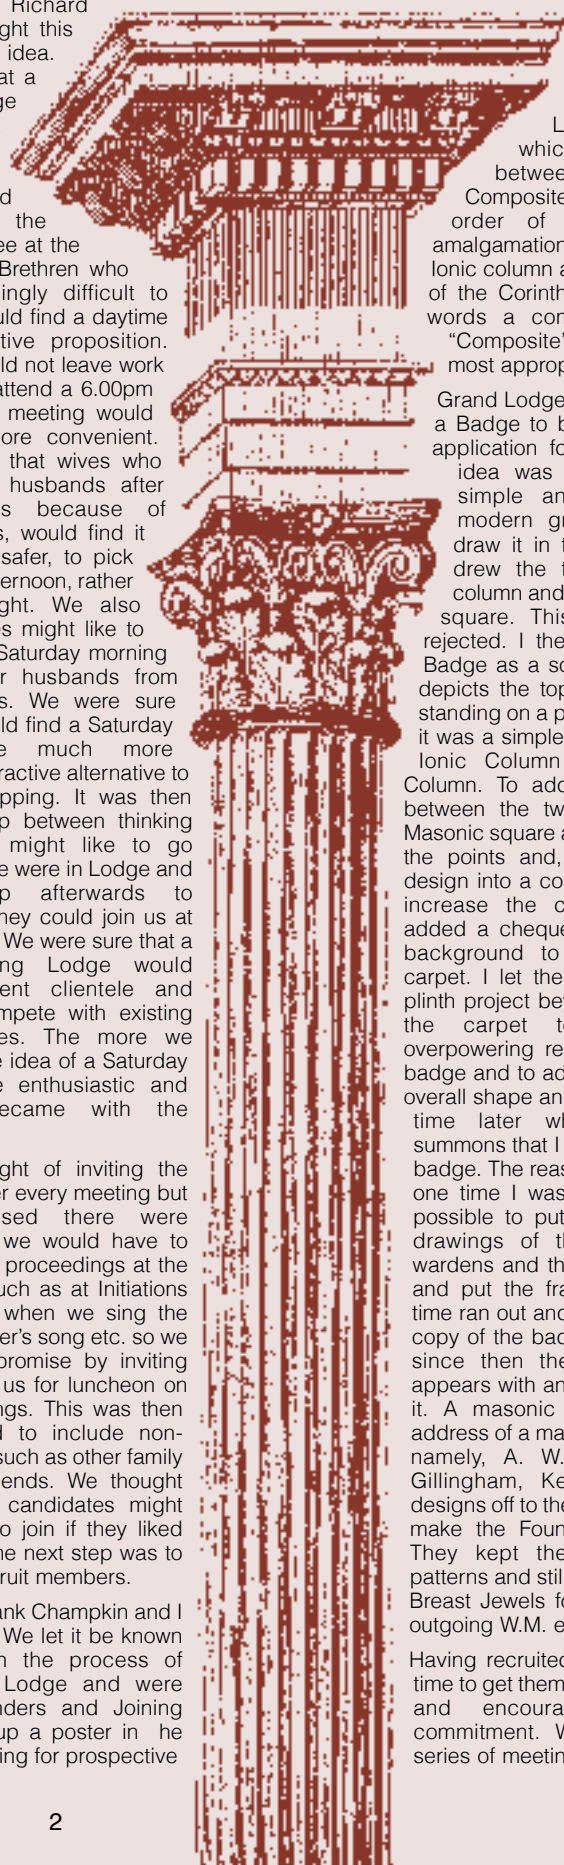 Richard
ght this
idea.
at a
ge
d
the
ee at the
Brethren who
ingly difficult to
uld find a daytime
tive proposition.
ld not leave work
attend a 6.00pm
meeting would
ore convenient.
that wives who
husbands after
s because of
s, would find it
safer, to pick
ternoon, rather
ght. We also
es might like to
Saturday morning
r husbands from
s. We were sure
ld find a Saturday
e much more
ractive alternative to
pping. It was then
p between thinking
might like to go
e were in Lodge and
p afterwards to
hey could join us at
We were sure that a
ng Lodge would
ent clientele and
mpete with existing
es. The more we
e idea of a Saturday
e enthusiastic and
ecame with the
ght of inviting the
er every meeting but
sed there were
we would have to
proceedings at the
uch as at Initiations
when we sing the
er's song etc. so we
promise by inviting
us for luncheon on
ngs. This was then
d to include non-
such as other family
ends. We thought
candidates might
o join if they liked
he next step was to
ruit members.
ank Champkin and I
We let it be known
n the process of
Lodge and were
nders and Joining
up a poster in he
ing for prospective
2
L
whic
betwee
Composite
order of
amalgamation
Ionic column a
of the Corinth
words a con
“Composite”
most approp
Grand Lodge
a Badge to b
application fo
idea was
simple an
modern gr
draw it in t
drew the t
column and
square. This
rejected. I the
Badge as a sc
depicts the top
standing on a p
it was a simple
Ionic Column
Column. To add
between the tw
Masonic square a
the points and,
design into a co
increase the c
added a cheque
background to
carpet. I let the
plinth project bey
the carpet t
overpowering re
badge and to ad
overall shape an
time later wh
summons that I
badge. The reas
one time I was
possible to put
drawings of th
wardens and th
and put the fra
time ran out and
copy of the bad
since then the
appears with an
it. A masonic
address of a ma
namely, A. W.
Gillingham, Ke
designs off to the
make the Foun
They kept the
patterns and still
Breast Jewels fo
outgoing W.M. e
Having recruited
time to get them
and encoura
commitment. W
series of meetin